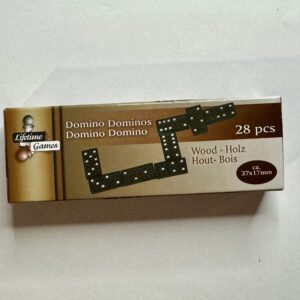 Lifetime
Games
Domino Dominos
Domino Domino
28 pcs
Wood - Holz
Hout- Bois
ca.
37x17mm